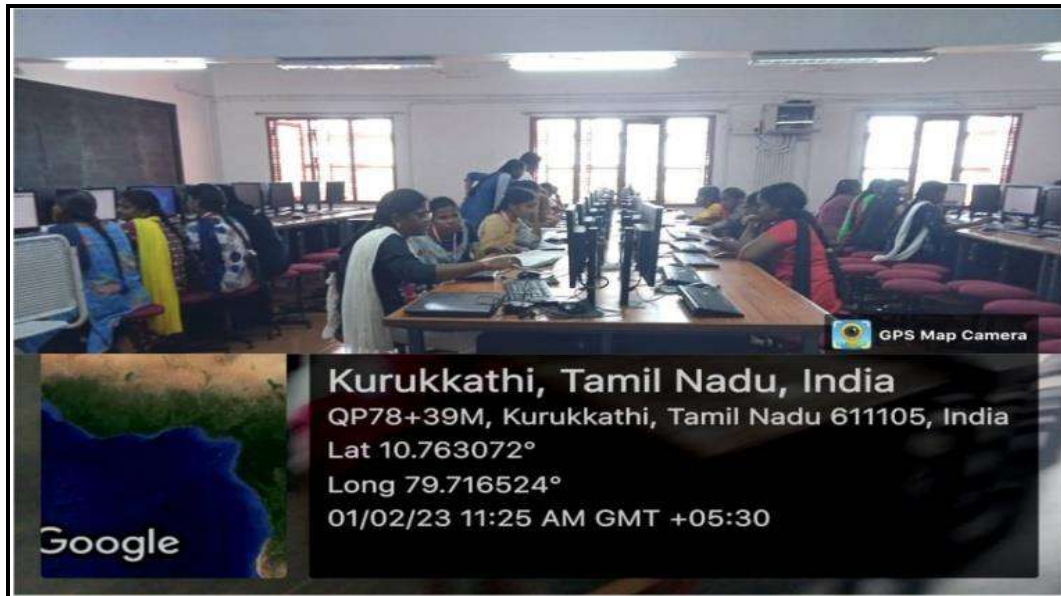 GPS Map Camera
Kurukkathi, Tamil Nadu, India
QP78+39M, Kurukkathi, Tamil Nadu 611105, India
Lat 10.763072°
Long 79.716524°
01/02/23 11:25 AM GMT +05:30
Google